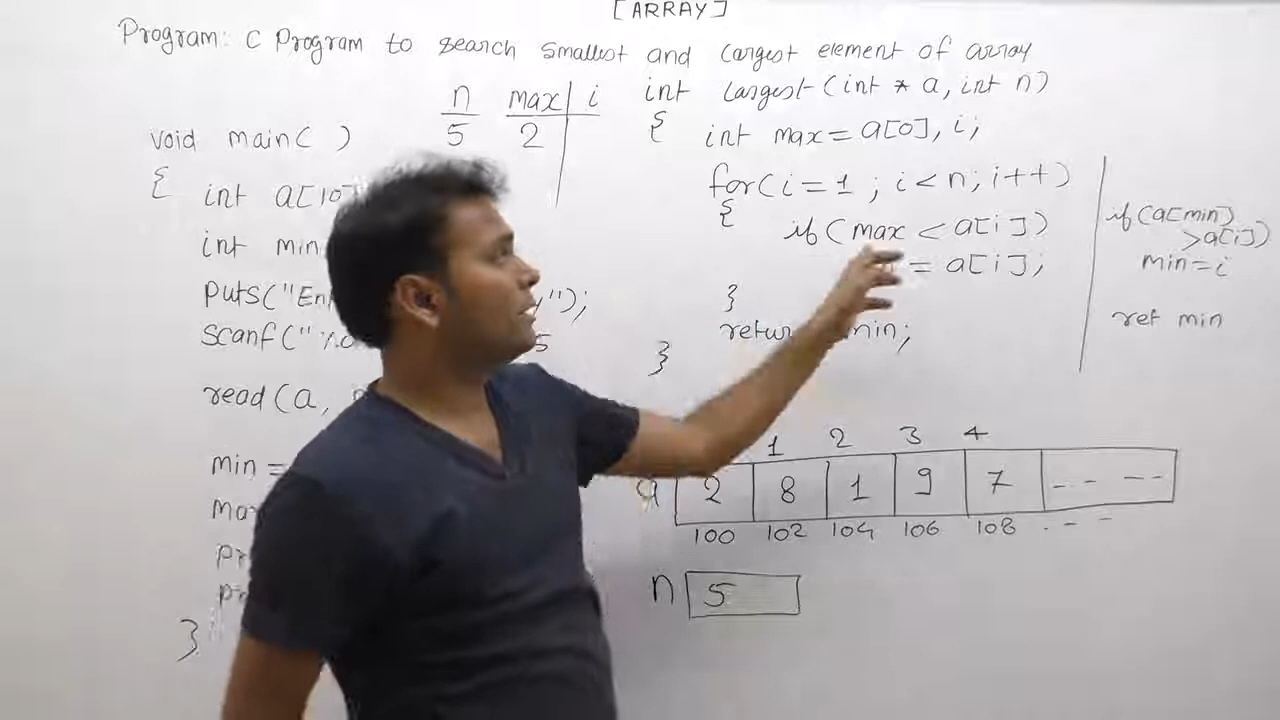 [ARRAY]
Program: C Program to search smallest and largest element of array
void main( )
{
int a[10]
int min
puts("En
y");
scanf("%d
5
read(a,
min =
}
n max i
5 2
int largest(int * a, int n)
{
int max = a[0], i;
for(i = 1 ; i < n; i++)
{
if(max < a[i])
= a[i];
}
return min;
}
if(a[min]
>a[i])
min = i
ret min
1 2 3 4
a 2 8 1 9 7 -- --
100 102 104 106 108 . - -
n 5